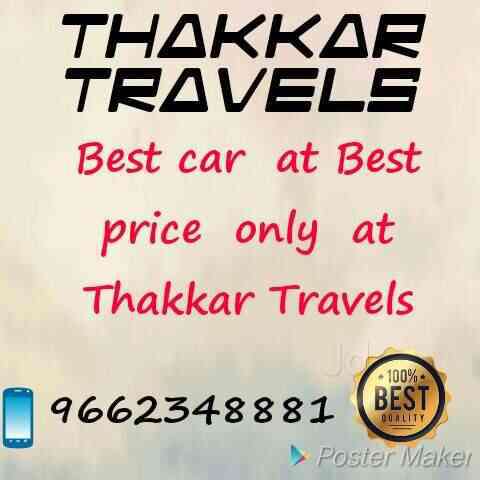 THAKKAR
TRAVELS
Best car at Best
price only at
Thakkar Travels
9662348881
100%
BEST
QUALITY
Poster Maker